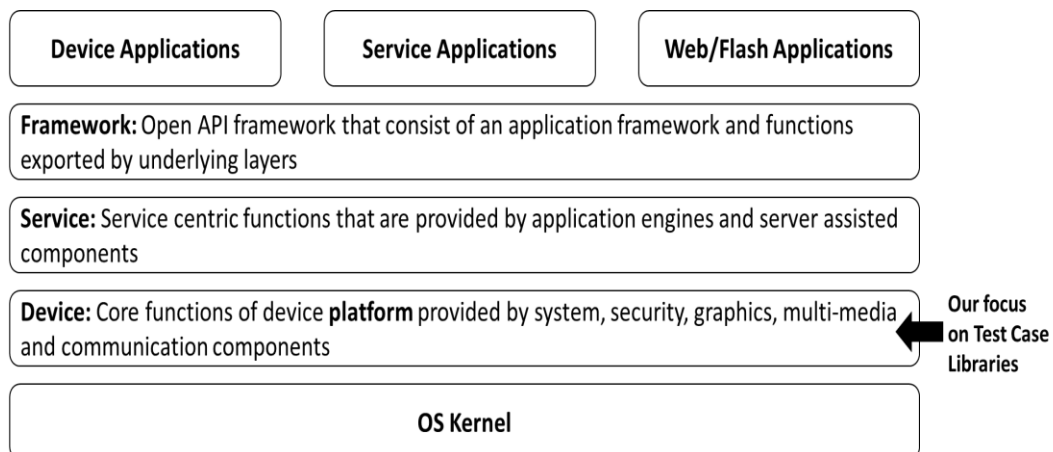 Device Applications
Service Applications
Web/Flash Applications
Framework: Open API framework that consist of an application framework and functions
exported by underlying layers
Service: Service centric functions that are provided by application engines and server assisted
components
Device: Core functions of device platform provided by system, security, graphics, multi-media
and communication components
Our focus
on Test Case
Libraries
OS Kernel